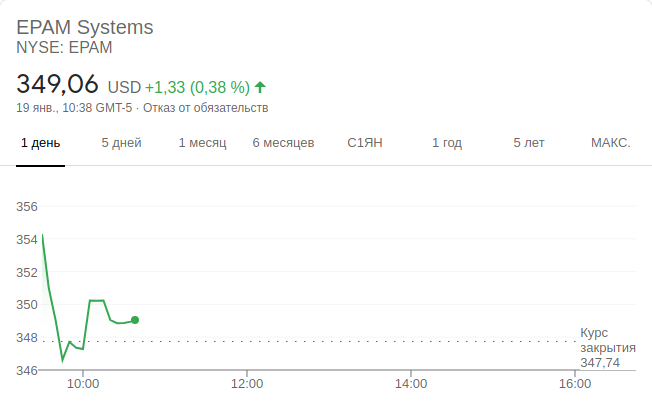 EPAM Systems
NYSE: EPAM
349,06 USD +1,33 (0,38 %)
19 янв., 10:38 GMT-5 · Отказ от обязательств
1 день 5 дней 1 месяц 6 месяцев С1ЯН 1 год 5 лет МАКС.
356
354
352
350
348
346
Курс
закрытия
347,74
10:00 12:00 14:00 16:00